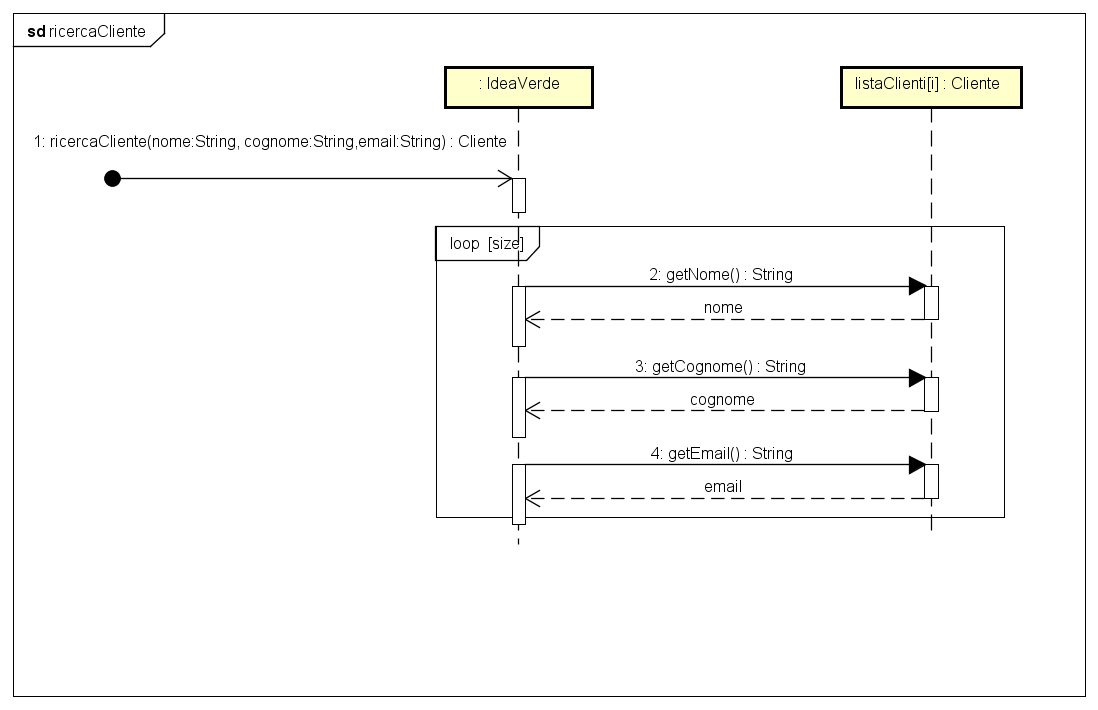 sd ricercaCliente
: IdeaVerde
listaClienti[i] : Cliente
1: ricercaCliente(nome:String, cognome:String,email:String) : Cliente
loop [size]
2: getNome() : String
nome
3: getCognome() : String
cognome
4: getEmail() : String
email